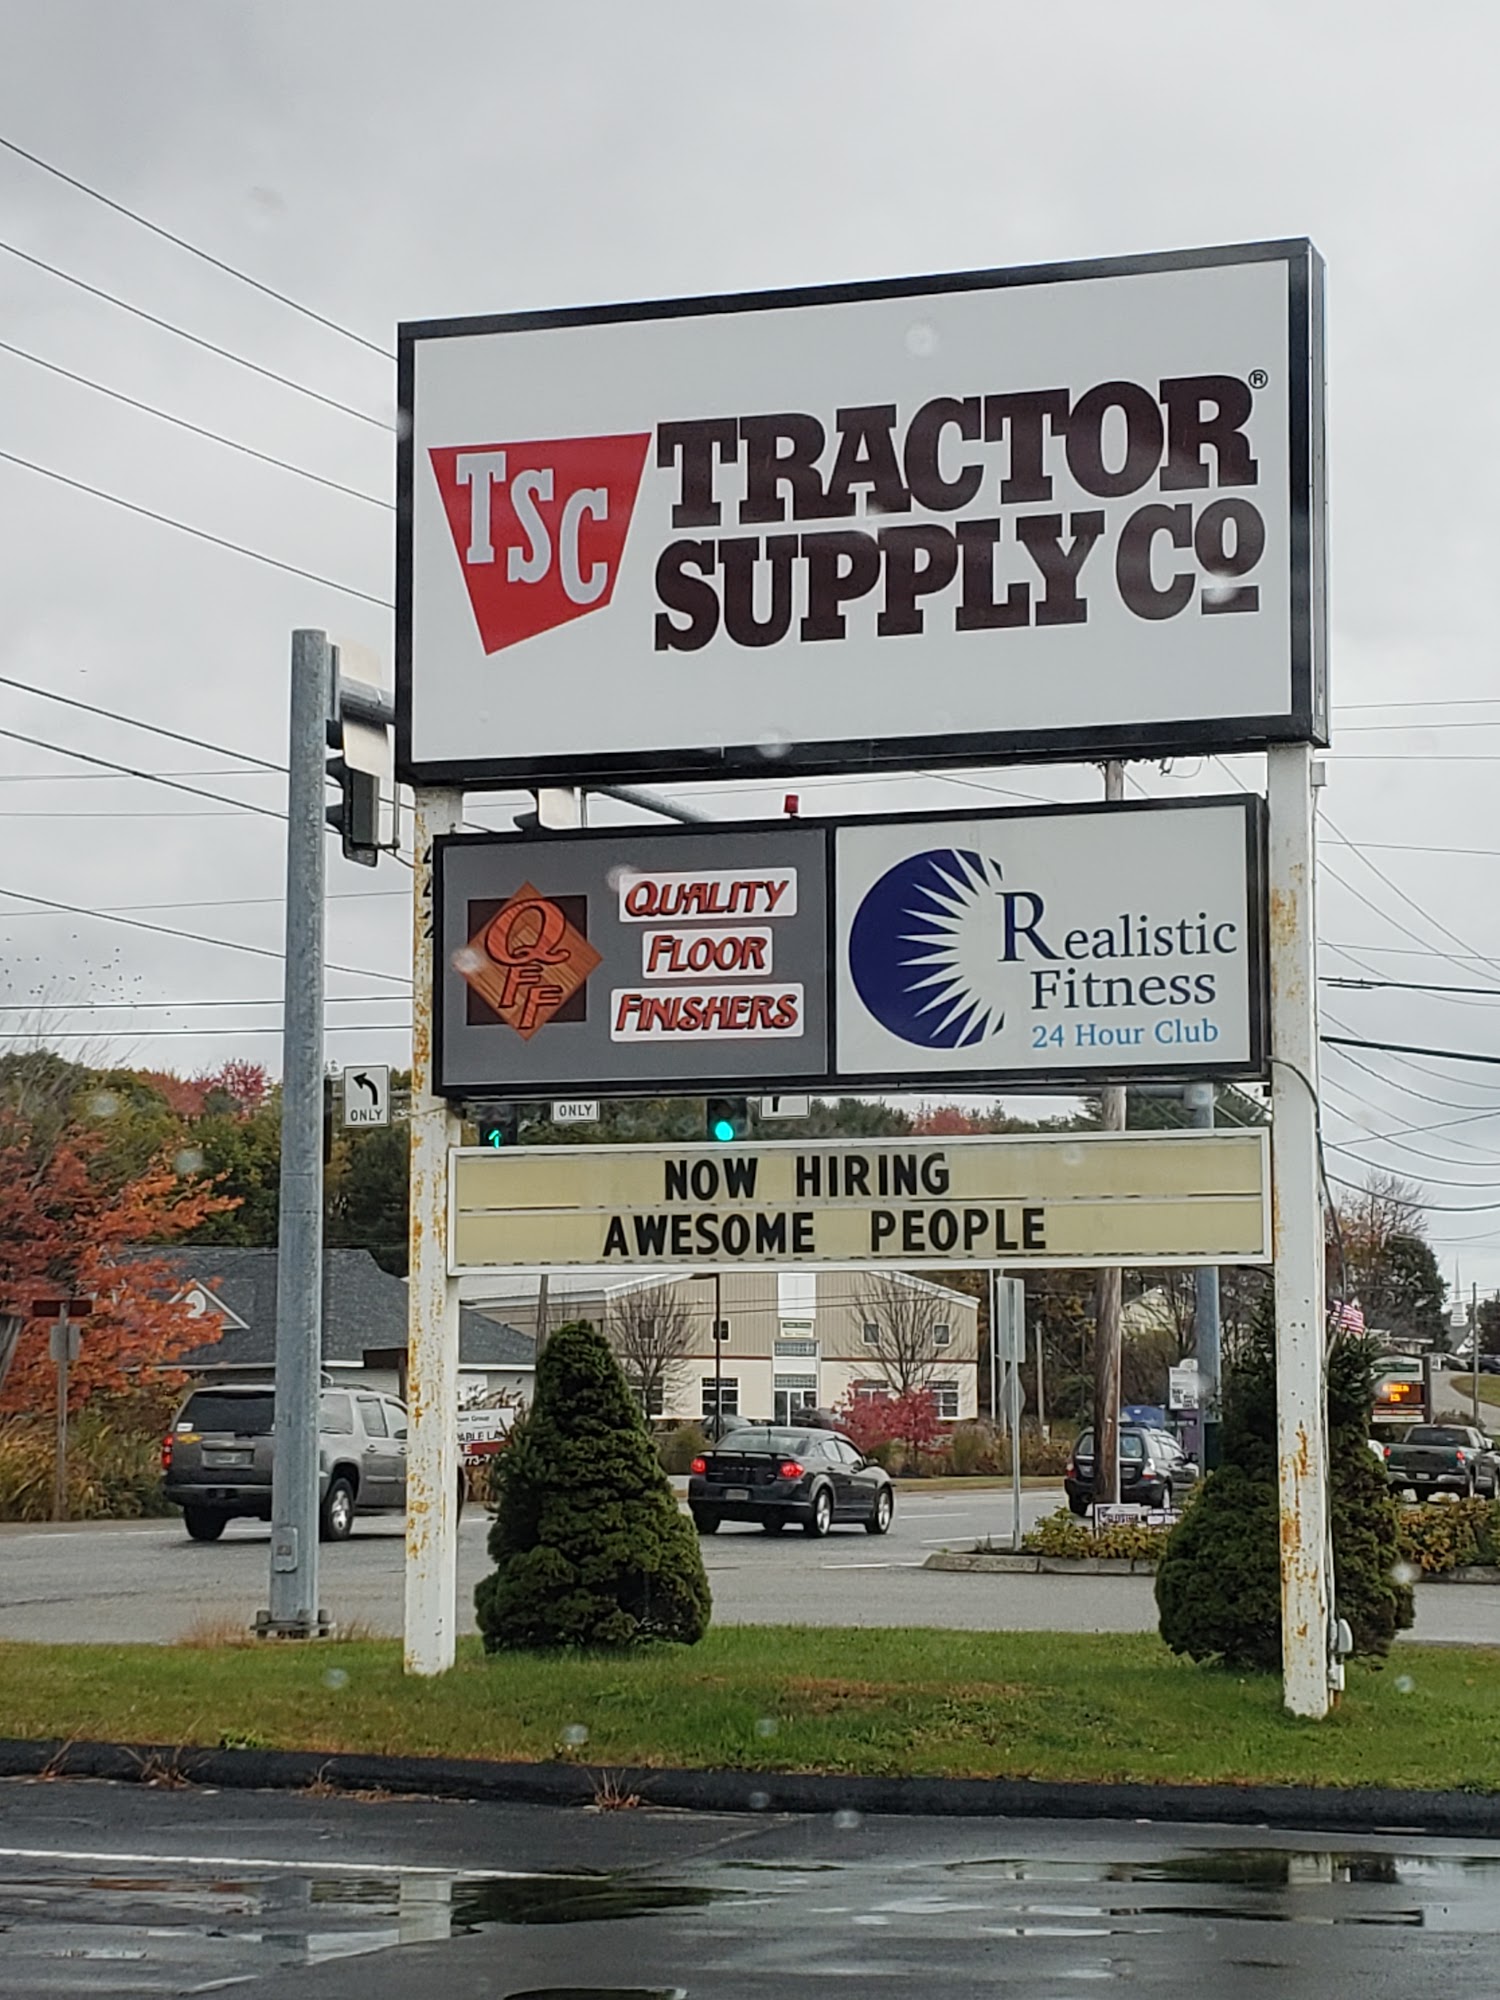 TSC
TRACTOR®
SUPPLY Co
QFF
QUALITY
FLOOR
FINISHERS
Realistic
Fitness
24 Hour Club
ONLY
ONLY
NOW HIRING
AWESOME PEOPLE